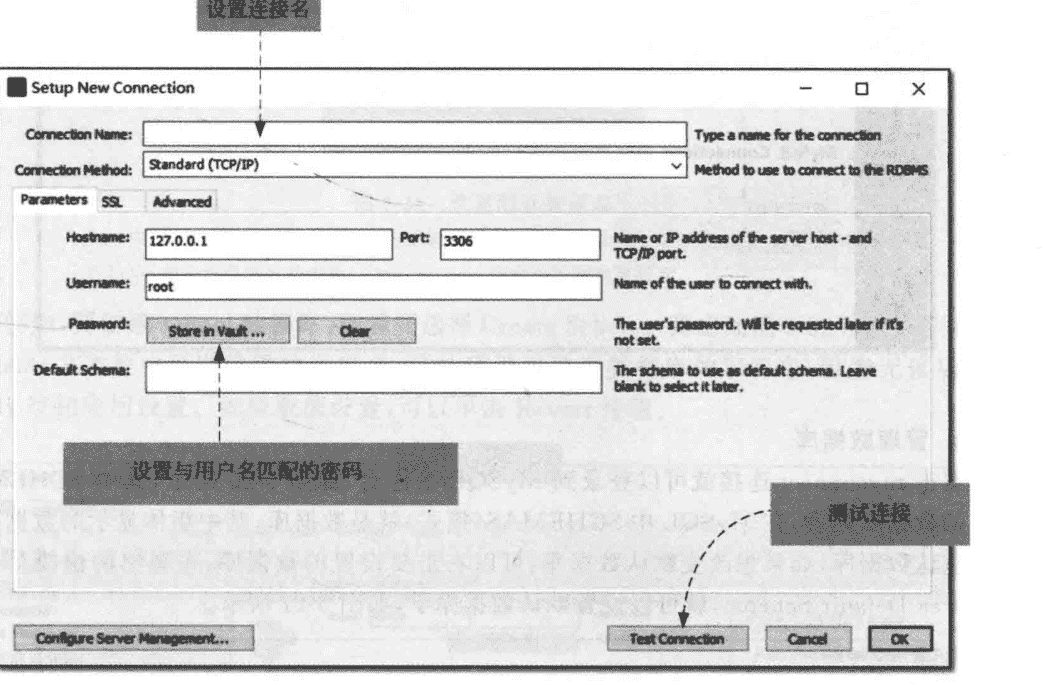 设置连接名
Setup New Connection
Connection Name:
Type a name for the connection
Connection Method:
Standard (TCP/IP)
Method to use to connect to the RDBMS
Parameters
SSL
Advanced
Hostname:
127.0.0.1
Port:
3306
Name or IP address of the server host - and
TCP/IP port.
Username:
root
Name of the user to connect with.
Password:
Store in Vault ...
Clear
The user's password. Will be requested later if it's
not set.
Default Schema:
The schema to use as default schema. Leave
blank to select it later.
设置与用户名匹配的密码
测试连接
Configure Server Management...
Test Connection
Cancel
OK